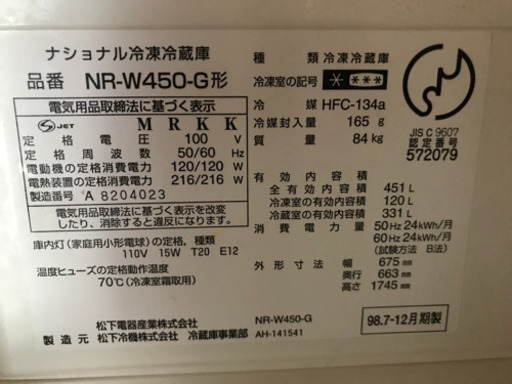 ナショナル冷凍冷蔵庫
品番 NR-W450-G形
電気用品取締法に基づく表示
S JET M R K K
定格電圧 100 V
定格周波数 50/60 Hz
電動機の定格消費電力 120/120 W
電熱装置の定格消費電力 216/216 W
製造番号 A 8204023
電気用品取締法に基づく表示を改変
したり、消除すると違反になります。
庫内灯(家庭用小形電球)の定格,種類
110V 15W T20 E12
温度ヒューズの定格動作温度
70℃(冷凍室霜取用)
種類 冷凍冷蔵庫
冷凍室の記号 * ***
冷媒 HFC-134a
冷媒封入量 165 g
質量 84 kg
JIS C 9607
認定番号
572079
有効内容積
全有効内容積 451 L
冷凍室の有効内容積 120 L
冷蔵室の有効内容積 331 L
消費電力量 50Hz 24kWh/月
60Hz 24kWh/月
(試験方法 B法)
外形寸法 幅 675 mm
奥行 663 mm
高さ 1745 mm
製造元 松下電器産業株式会社
松下冷機株式会社 冷蔵庫事業部
NR-W450-G
AH-141541
98.7-12月期製